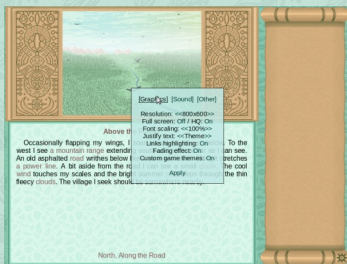 [Graphics] [Sound] [Other]
Resolution: <<800x600>>
Full screen: Off / HQ: On
Font scaling: <<100%>>
Justify text: <<Theme>>
Links highlighting: On
Fading effect: On
Custom game themes: On
Apply
Above th
Occasionally flapping my wings, I To the
west I see a mountain range extending can see.
An old asphalted road writhes below stretches
a power line. A bit aside from the The cool
wind touches my scales and the brigh the thin
fleecy clouds. The village I seek should
North, Along the Road